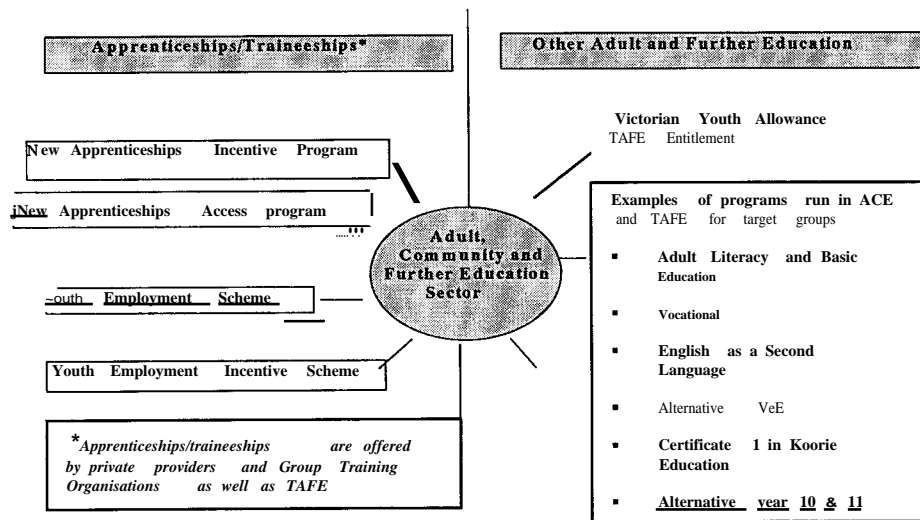 Apprenticeships/Traineeships*
New Apprenticeships Incentive Program
jNew Apprenticeships Access program
~outh Employment Scheme
Youth Employment Incentive Scheme
*Apprenticeships/traineeships are offered
by private providers and Group Training
Organisations as well as TAFE
Adult,
Community and
Further Education
Sector
Other Adult and Further Education
Victorian Youth Allowance
TAFE Entitlement
Examples of programs run in ACE
and TAFE for target groups
▪ Adult Literacy and Basic
Education
▪ Vocational
▪ English as a Second
Language
▪ Alternative VeE
▪ Certificate 1 in Koorie
Education
▪ Alternative year 10 & 11